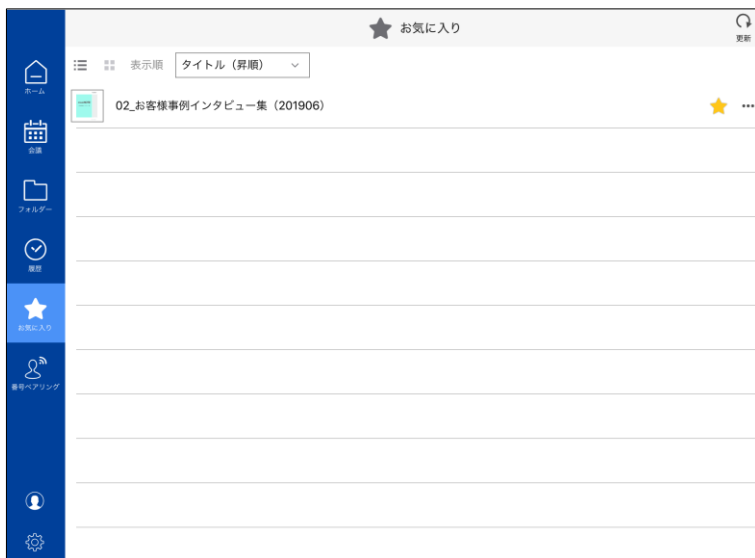 お気に入り
更新
表示順
タイトル（昇順）
02_お客様事例インタビュー集（201906）
ホーム
会議
フォルダー
履歴
お気に入り
番号ペアリング